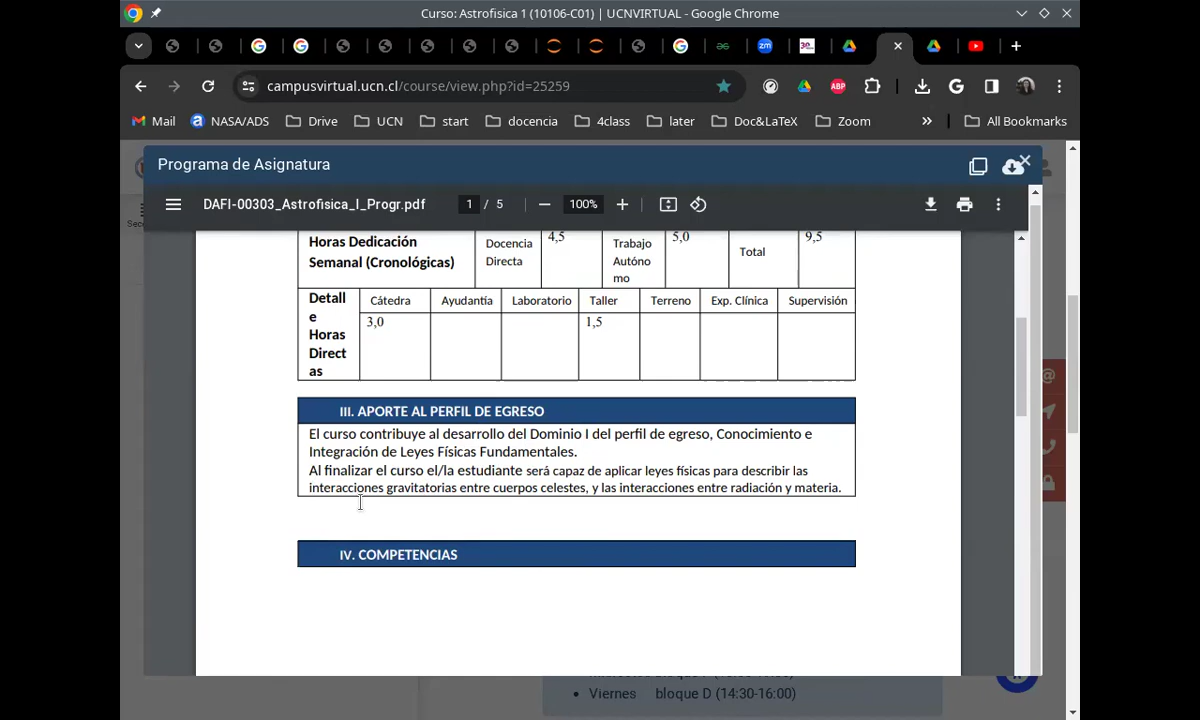 Curso: Astrofisica 1 (10106-C01) | UCNVIRTUAL - Google Chrome
campusvirtual.ucn.cl/course/view.php?id=25259
Mail NASA/ADS Drive UCN start docencia 4class later Doc&LaTeX Zoom » All Bookmarks
Programa de Asignatura
DAFI-00303_Astrofisica_I_Progr.pdf 1 / 5 100%
Horas Dedicación
Semanal (Cronológicas)
Docencia
Directa
4,5
Trabajo
Autóno
mo
5,0
Total
9,5
Detall
e
Horas
Direct
as
Cátedra Ayudantía Laboratorio Taller Terreno Exp. Clínica Supervisión
3,0 1,5
III. APORTE AL PERFIL DE EGRESO
El curso contribuye al desarrollo del Dominio I del perfil de egreso, Conocimiento e
Integración de Leyes Físicas Fundamentales.
Al finalizar el curso el/la estudiante será capaz de aplicar leyes físicas para describir las
interacciones gravitatorias entre cuerpos celestes, y las interacciones entre radiación y materia.
IV. COMPETENCIAS
Viernes bloque D (14:30-16:00)